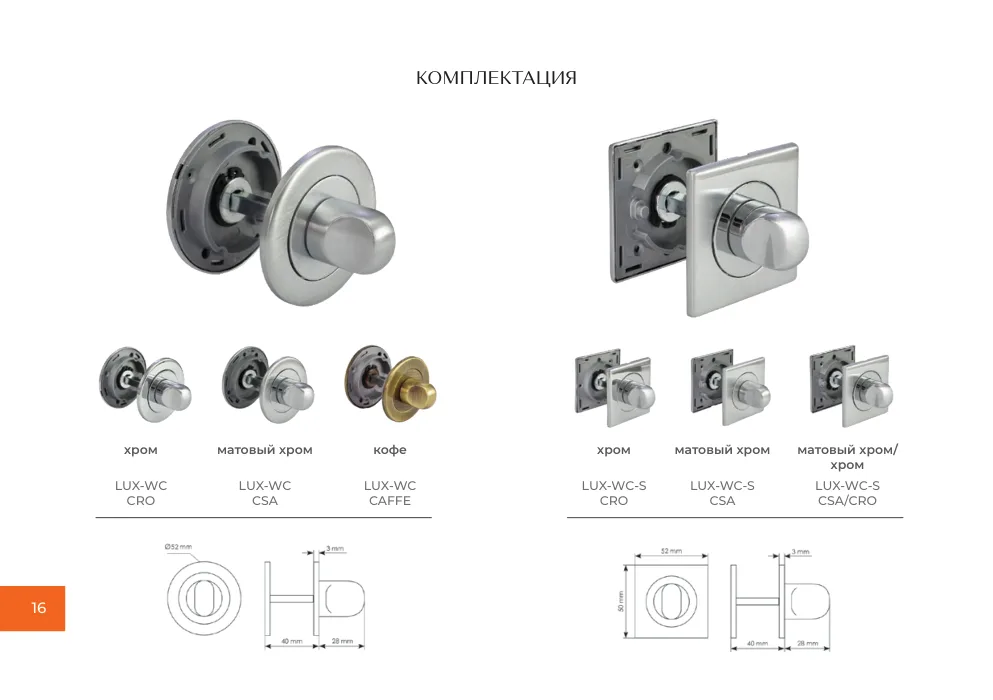 КОМПЛЕКТАЦИЯ
хром
матовый хром
кофе
LUX-WC
CRO
LUX-WC
CSA
LUX-WC
CAFFE
хром
матовый хром
матовый хром/
хром
LUX-WC-S
CRO
LUX-WC-S
CSA
LUX-WC-S
CSA/CRO
Ø52 mm
3 mm
40 mm
28 mm
52 mm
50 mm
3 mm
40 mm
28 mm
16